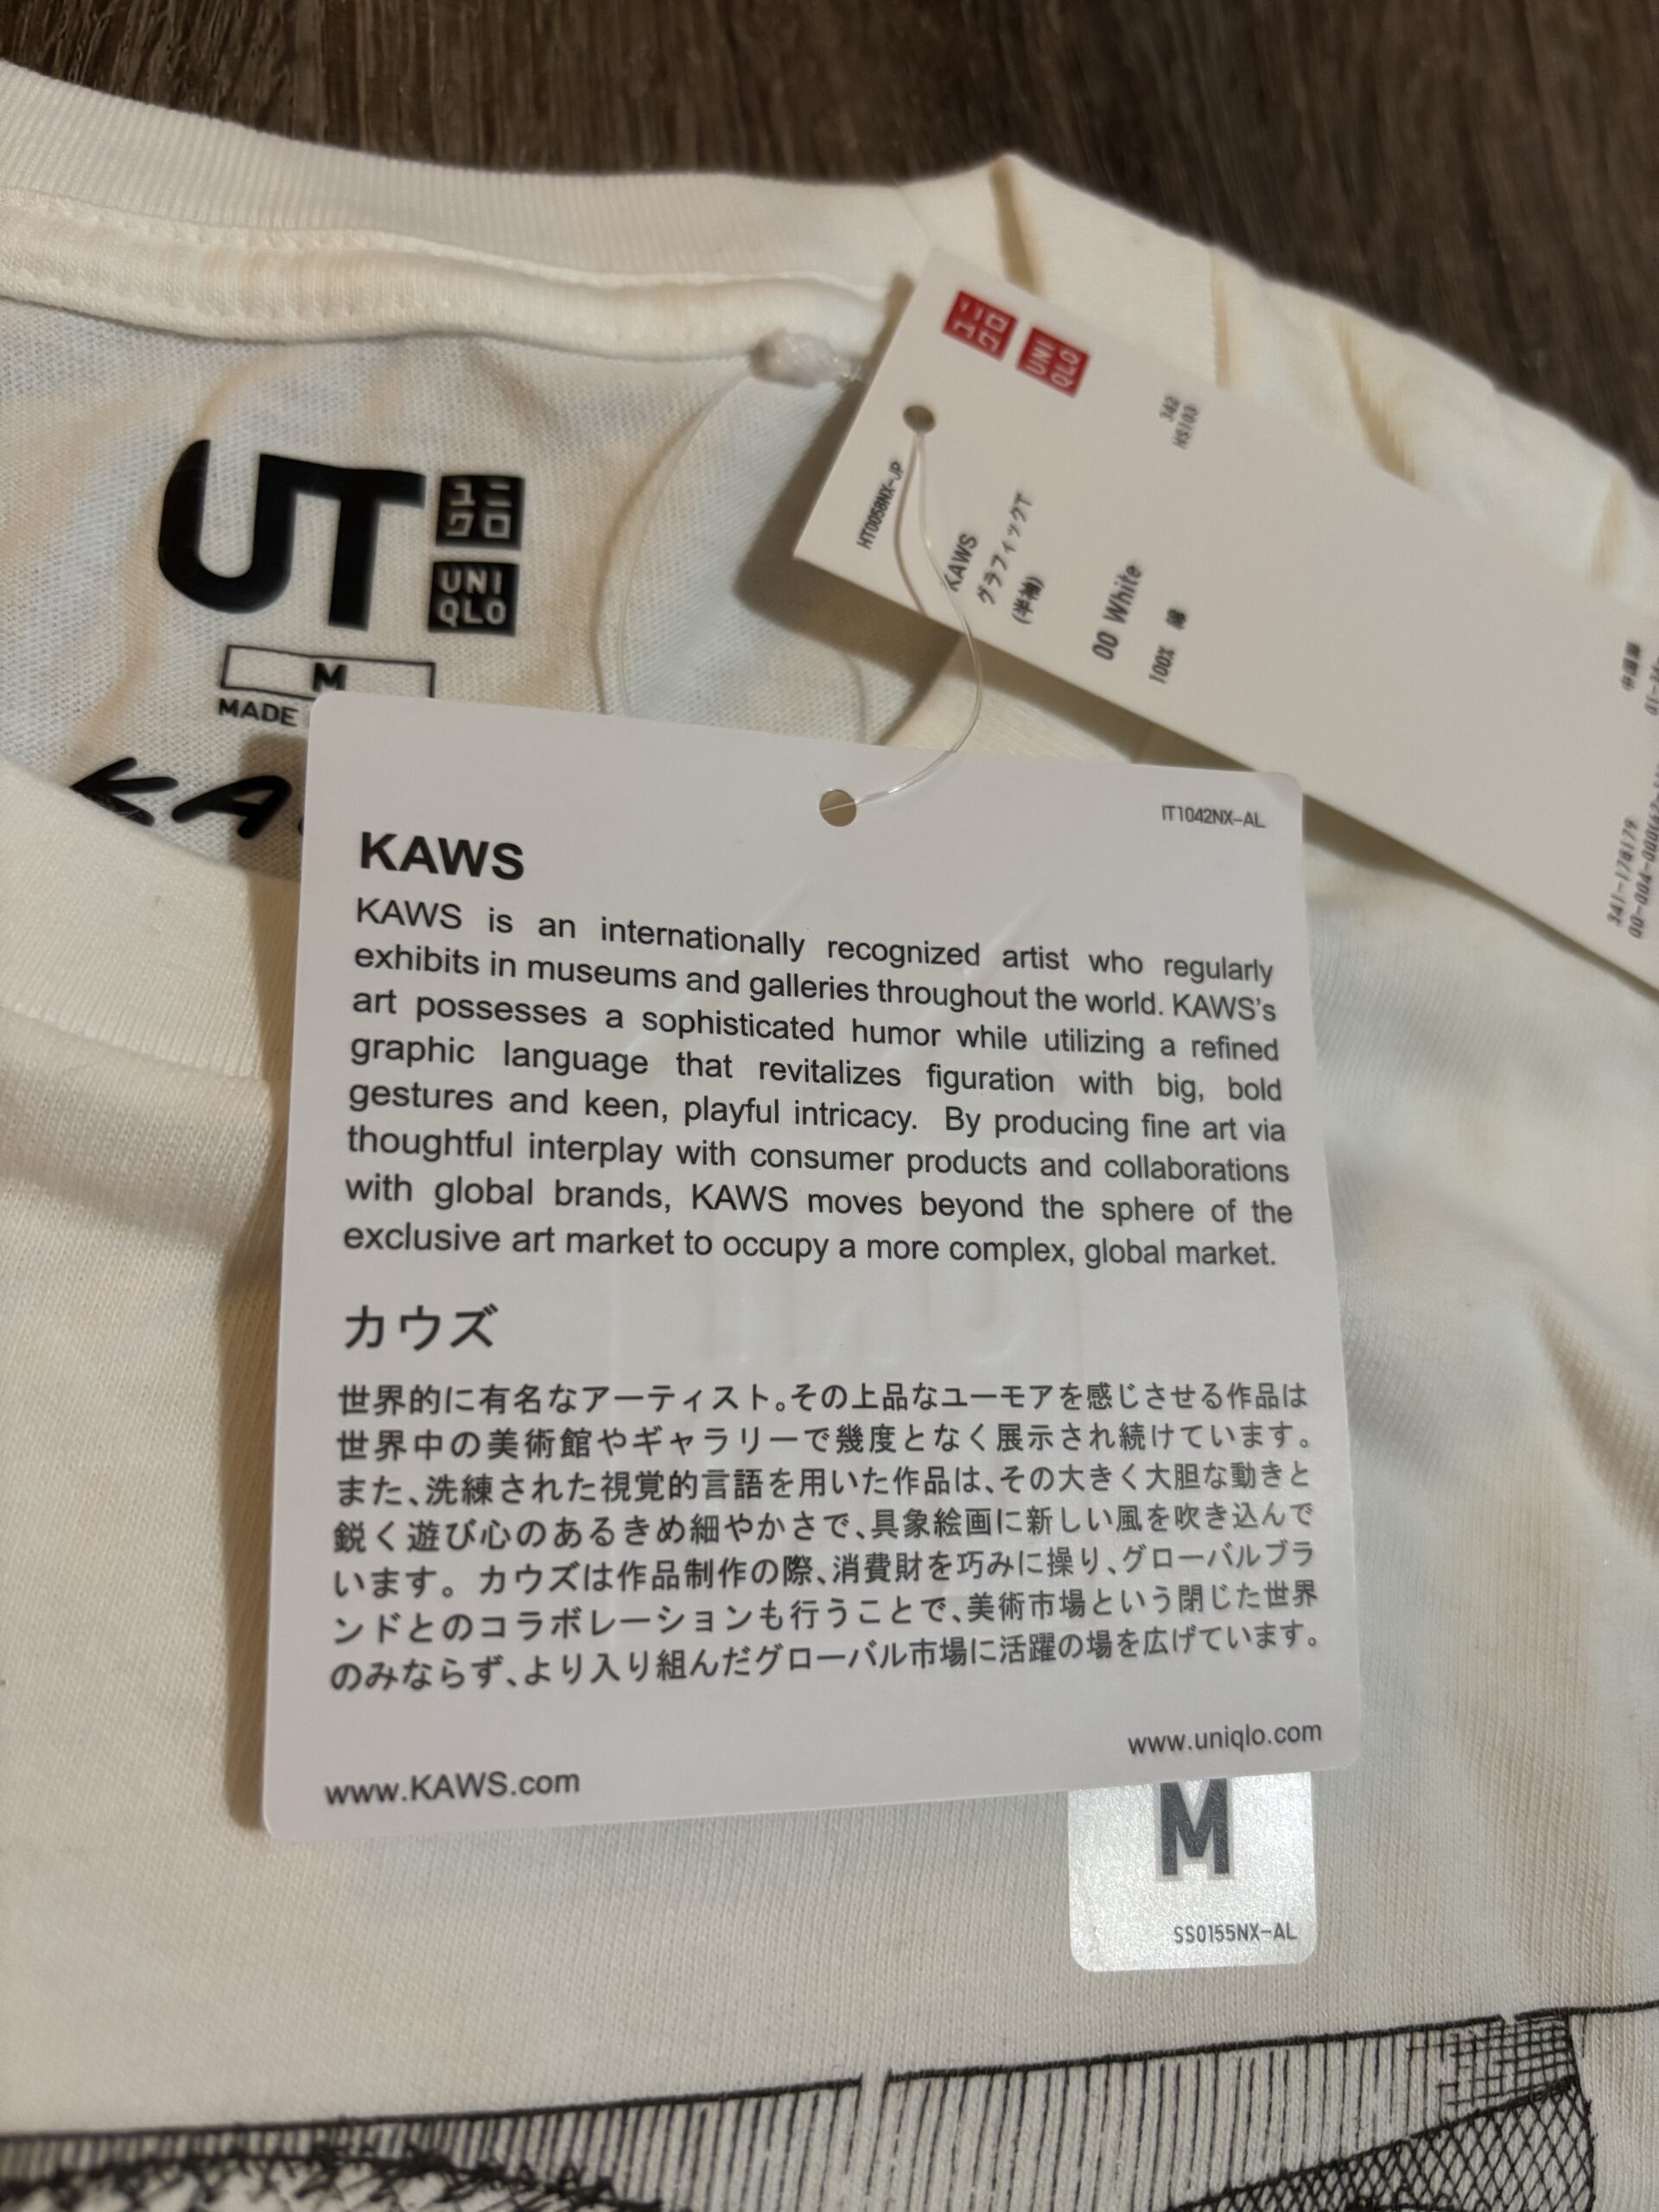 ユニ
クロ
UNI
QLO
342
HS103
HT0058NX-JP
KAWS
グラフィックT
(半袖)
00 White
100% 綿
341-178179
UT
ユニ
クロ
UNI
QLO
M
MADE
KA
IT1042NX-AL
KAWS
KAWS is an internationally recognized artist who regularly
exhibits in museums and galleries throughout the world. KAWS's
art possesses a sophisticated humor while utilizing a refined
graphic language that revitalizes figuration with big, bold
gestures and keen, playful intricacy. By producing fine art via
thoughtful interplay with consumer products and collaborations
with global brands, KAWS moves beyond the sphere of the
exclusive art market to occupy a more complex, global market.
カウズ
世界的に有名なアーティスト。その上品なユーモアを感じさせる作品は
世界中の美術館やギャラリーで幾度となく展示され続けています。
また、洗練された視覚的言語を用いた作品は、その大きく大胆な動きと
鋭く遊び心のあるきめ細やかさで、具象絵画に新しい風を吹き込んで
います。カウズは作品制作の際、消費財を巧みに操り、グローバルブラ
ンドとのコラボレーションも行うことで、美術市場という閉じた世界
のみならず、より入り組んだグローバル市場に活躍の場を広げています。
www.uniqlo.com
www.KAWS.com
M
SS0155NX-AL